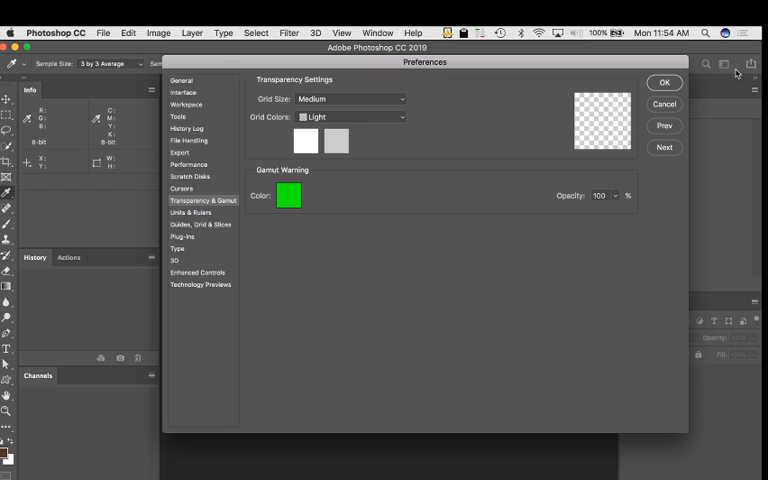 Photoshop CC File Edit Image Layer Type Select Filter 3D View Window Help 100% Mon 11:54 AM
Adobe Photoshop CC 2019
Sample Size: 3 by 3 Average Sam
Preferences
Info
R: C:
G: M:
B: Y:
K:
8-bit 8-bit
X: W:
Y: H:
History Actions
Channels
General
Interface
Workspace
Tools
History Log
File Handling
Export
Performance
Scratch Disks
Cursors
Transparency & Gamut
Units & Rulers
Guides, Grid & Slices
Plug-Ins
Type
3D
Enhanced Controls
Technology Previews
Transparency Settings
Grid Size: Medium
Grid Colors: Light
Gamut Warning
Color: Opacity: 100 %
OK
Cancel
Prev
Next
Opacity: 100%
Fill: 100%